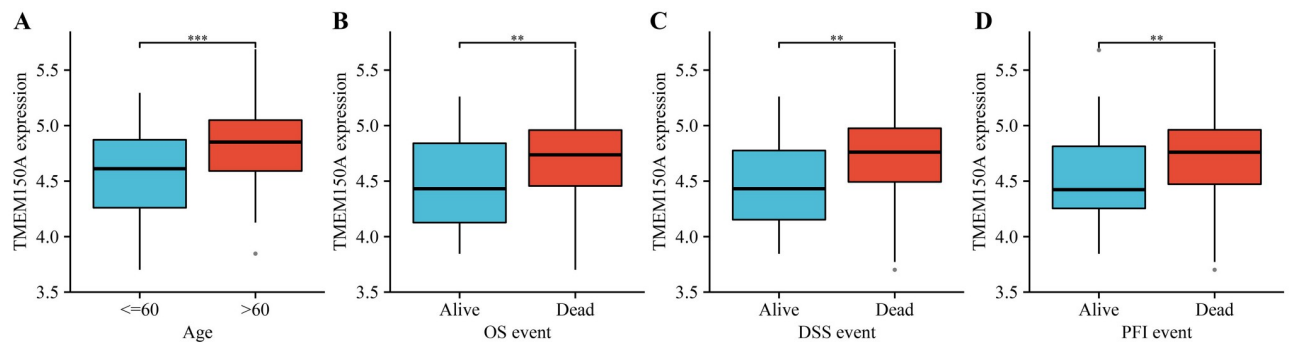 A
TMEM150A expression
5.5
5.0
4.5
4.0
3.5
***
<=60
>60
Age
B
TMEM150A expression
5.5
5.0
4.5
4.0
3.5
**
Alive
Dead
OS event
C
TMEM150A expression
5.5
5.0
4.5
4.0
3.5
**
Alive
Dead
DSS event
D
TMEM150A expression
5.5
5.0
4.5
4.0
3.5
**
Alive
Dead
PFI event